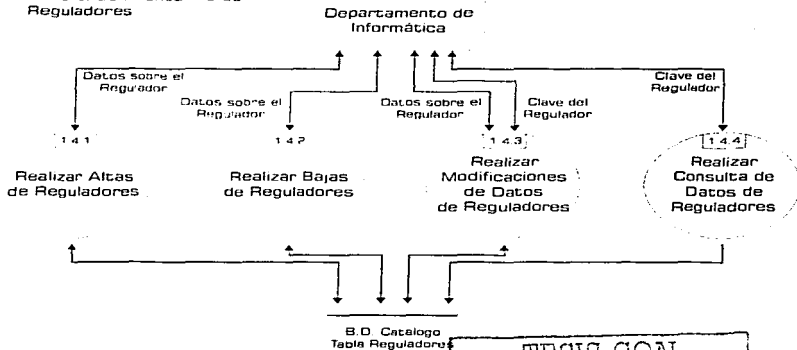 Reguladores
Departamento de
Informática
Datos sobre el
Regulador
Datos sobre el
Regulador
Datos sobre el
Regulador
Clave del
Regulador
Clave del
Regulador
1.4.1
Realizar Altas
de Reguladores
1.4.2
Realizar Bajas
de Reguladores
1.4.3
Realizar
Modificaciones
de Datos
de Reguladores
1.4.4
Realizar
Consulta de
Datos de
Reguladores
B.D. Catalogo
Tabla Reguladores
TESIS CON